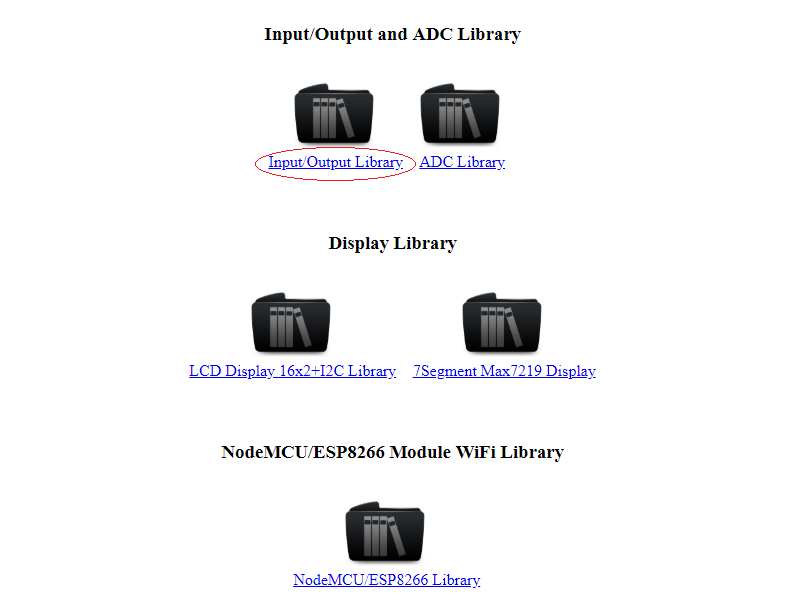 Input/Output and ADC Library
Input/Output Library ADC Library
Display Library
LCD Display 16x2+I2C Library 7Segment Max7219 Display
NodeMCU/ESP8266 Module WiFi Library
NodeMCU/ESP8266 Library